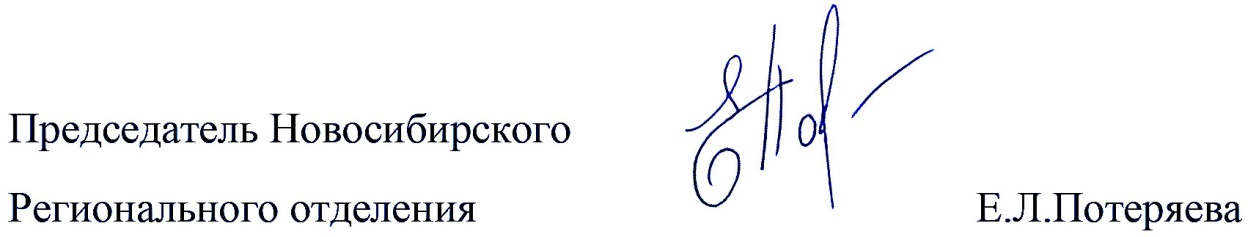 Председатель Новосибирского
Регионального отделения Е.Л.Потеряева